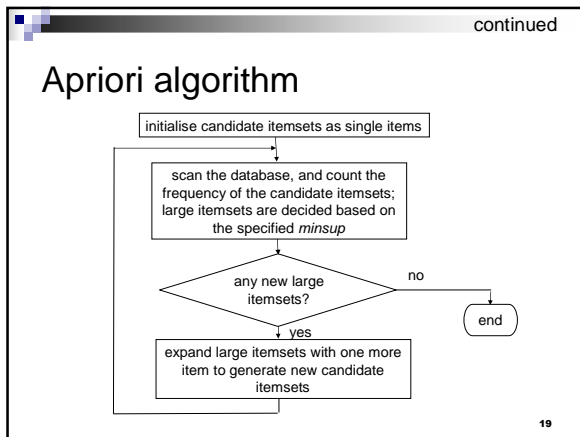 continued
Apriori algorithm
initialise candidate itemsets as single items
scan the database, and count the
frequency of the candidate itemsets;
large itemsets are decided based on
the specified minsup
any new large
itemsets?
no
end
yes
expand large itemsets with one more
item to generate new candidate
itemsets
19